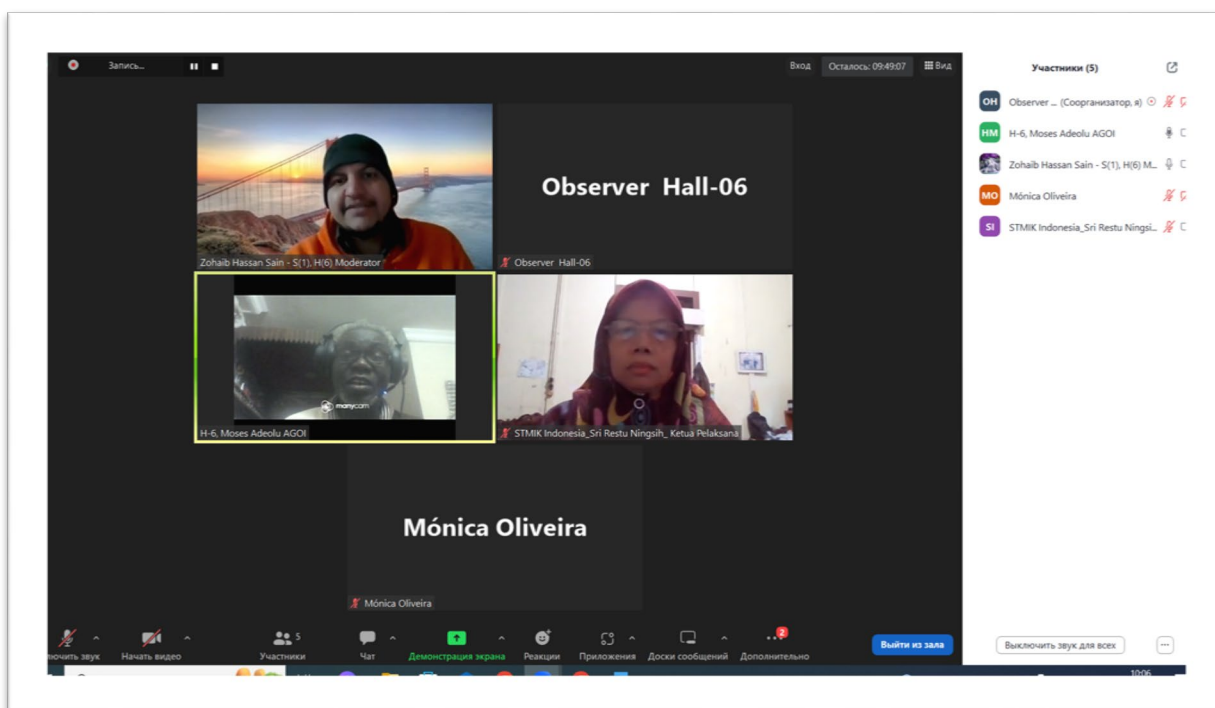 Запись...
Вход
Осталось: 09:49:07
Вид
Zohaib Hassan Sain - S(1), H(6) Moderator
Observer Hall-06
Observer Hall-06
manycam
H-6, Moses Adeolu AGOI
STMIK Indonesia_Sri Restu Ningsih_ Ketua Pelaksana
Mónica Oliveira
Mónica Oliveira
ючить звук
Начать видео
5
Участники
Чат
Демонстрация экрана
Реакции
Приложения
Доски сообщений
2
Дополнительно
Выйти из зала
Участники (5)
OH Observer ... (Соорганизатор, я)
HM H-6, Moses Adeolu AGOI
Zohaib Hassan Sain - S(1), H(6) M...
MO Mónica Oliveira
SI STMIK Indonesia_Sri Restu Ningsi...
Выключить звук для всех
10:06